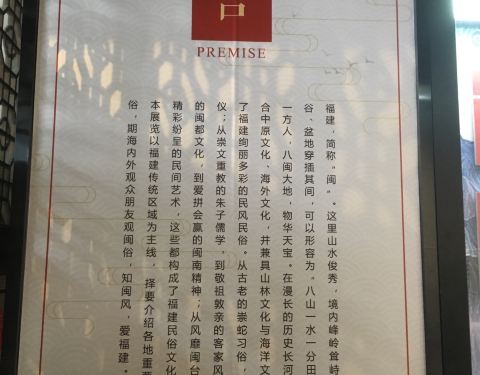 PREMISE
福建，简称“闽”。这里山水俊秀，境内峰岭耸峙
谷、盆地穿插其间，可以形容为“八山一水一分田
一方人，八闽大地，物华天宝。在漫长的历史长河
合中原文化、海外文化，并兼具山林文化与海洋文
了福建绚丽多彩的民风民俗。从古老的崇蛇习俗，
仪；从崇文重教的朱子儒学，到敬祖敦亲的客家风
的闽都文化，到爱拼会赢的闽南精神；从风靡闽台
精彩纷呈的民间艺术，这些都构成了福建民俗文化
本展览以福建传统区域为主线，择要介绍各地重要
俗，期海内外观众朋友观闽俗，知闽风，爱福建。